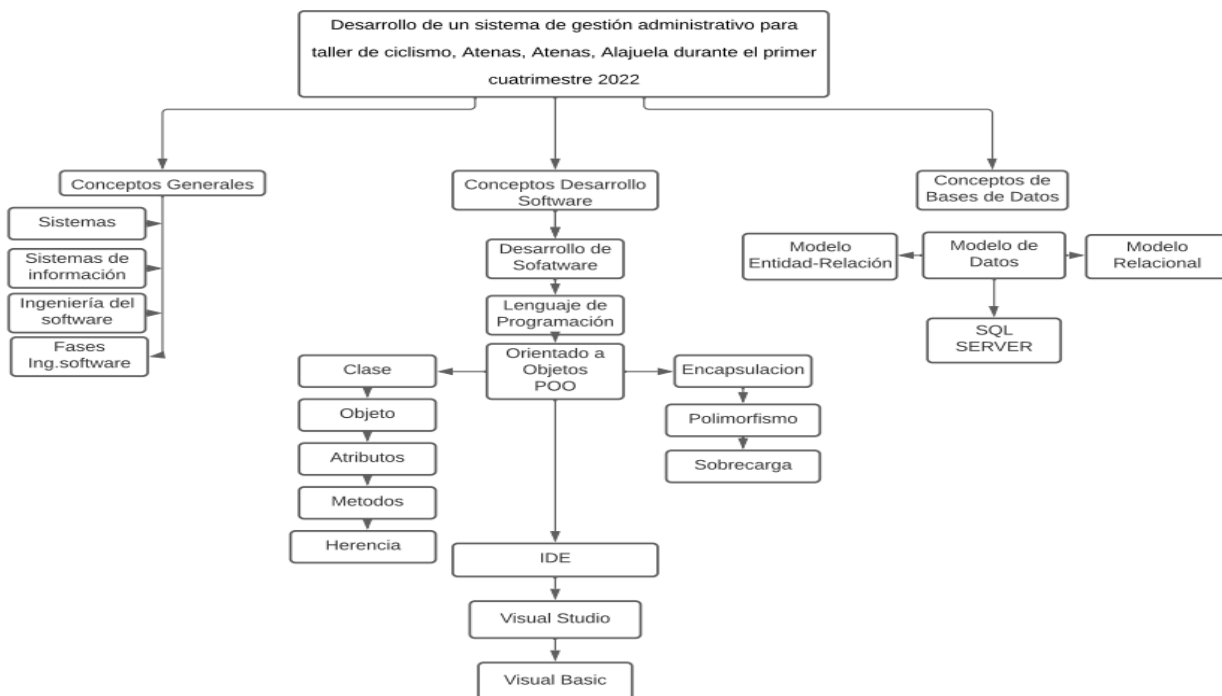 Desarrollo de un sistema de gestión administrativo para
taller de ciclismo, Atenas, Atenas, Alajuela durante el primer
cuatrimestre 2022
Conceptos Generales
Sistemas
Sistemas de
información
Ingeniería del
software
Fases
Ing.software
Conceptos Desarrollo
Software
Desarrollo de
Sofatware
Lenguaje de
Programación
Orientado a
Objetos
POO
Clase
Objeto
Atributos
Metodos
Herencia
Encapsulacion
Polimorfismo
Sobrecarga
IDE
Visual Studio
Visual Basic
Conceptos de
Bases de Datos
Modelo
Entidad-Relación
Modelo de
Datos
Modelo
Relacional
SQL
SERVER